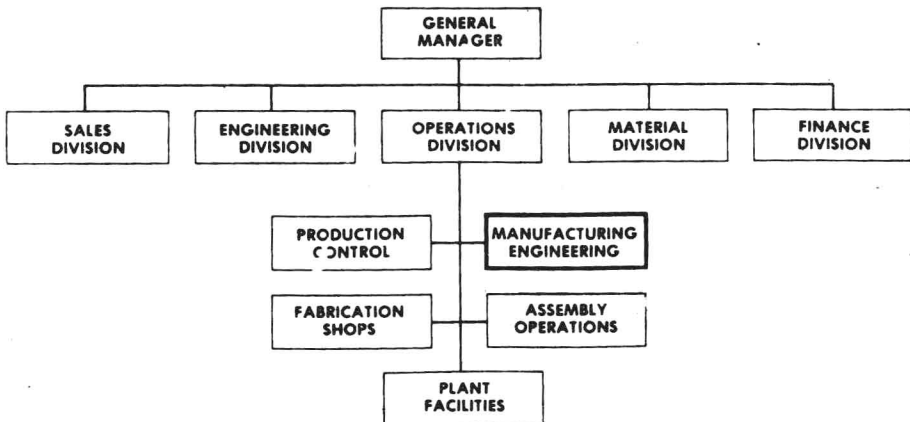 GENERAL
MANAGER
SALES
DIVISION
ENGINEERING
DIVISION
OPERATIONS
DIVISION
MATERIAL
DIVISION
FINANCE
DIVISION
PRODUCTION
CONTROL
MANUFACTURING
ENGINEERING
FABRICATION
SHOPS
ASSEMBLY
OPERATIONS
PLANT
FACILITIES